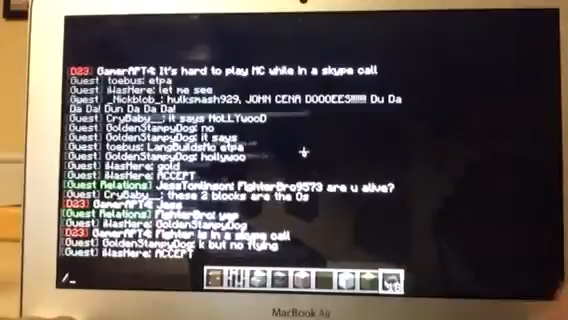 [D23] GamerAPT4: It's hard to play MC while in a skype call
[Guest] toebus: etpa
[Guest] iWasHere: let me see
[Guest] _Nickblob_: hulksmash929, JOHN CENA DOOOEES!!!!!!! Du Da
Da Da! Dun Da Da Da!
[Guest] CryBaby__: it says HoLLYwooD
[Guest] GoldenStampyDog: no
[Guest] GoldenStampyDog: it says
[Guest] toebus: LangBuildsMc etpa
[Guest] GoldenStampyDog: hollywoo
[Guest] iWasHere: gold
[Guest] iWasHere: ACCEPT
[Guest Relations] JessTomlinson: FighterBro9573 are u alive?
[Guest] CryBaby__: these 2 blocks are the Os
[D23] GamerAPT4: Jess
[Guest Relations] FighterBro: yep
[Guest] iWasHere: GoldenStampyDog
[D23] GamerAPT4: Fighter is in a skype call
[Guest] GoldenStampyDog: k but no flying
[Guest] iWasHere: ACCEPT
/_
MacBook Air